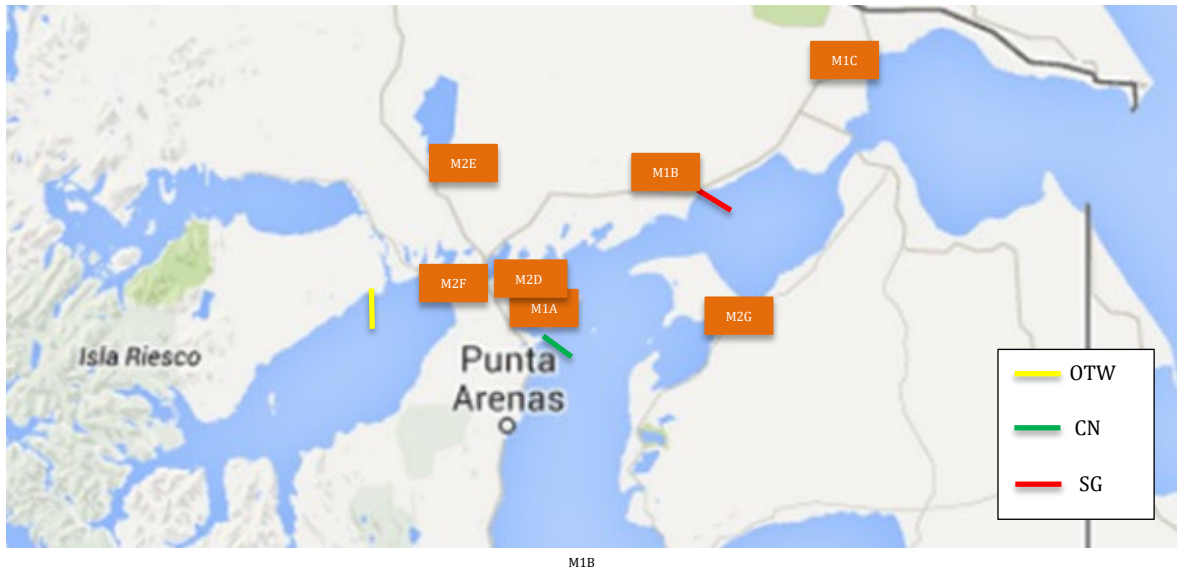 M1C
M2E
M1B
M2F
M2D
M1A
M2G
Isla Riesco
Punta
Arenas
OTW
CN
SG
M1B